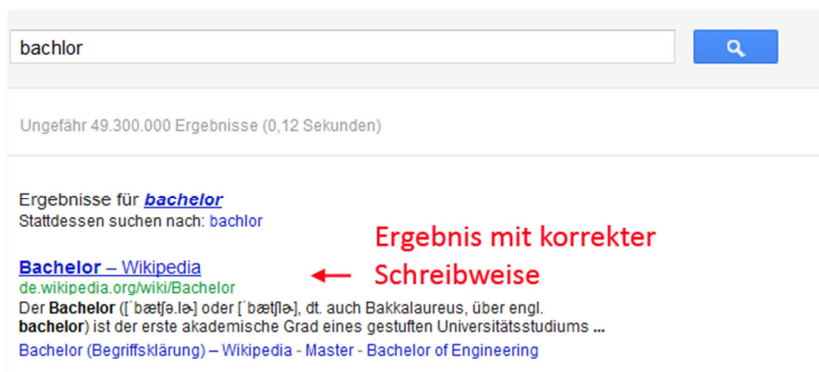 bachlor
Ungefähr 49.300.000 Ergebnisse (0,12 Sekunden)
Ergebnisse für bachelor
Stattdessen suchen nach: bachlor
Ergebnis mit korrekter
Schreibweise
Bachelor – Wikipedia
de.wikipedia.org/wiki/Bachelor
Der Bachelor ([ˈbætʃə.lɚ] oder [ˈbætʃlɚ], dt. auch Bakkalaureus, über engl.
bachelor) ist der erste akademische Grad eines gestuften Universitätsstudiums ...
Bachelor (Begriffsklärung) – Wikipedia - Master - Bachelor of Engineering